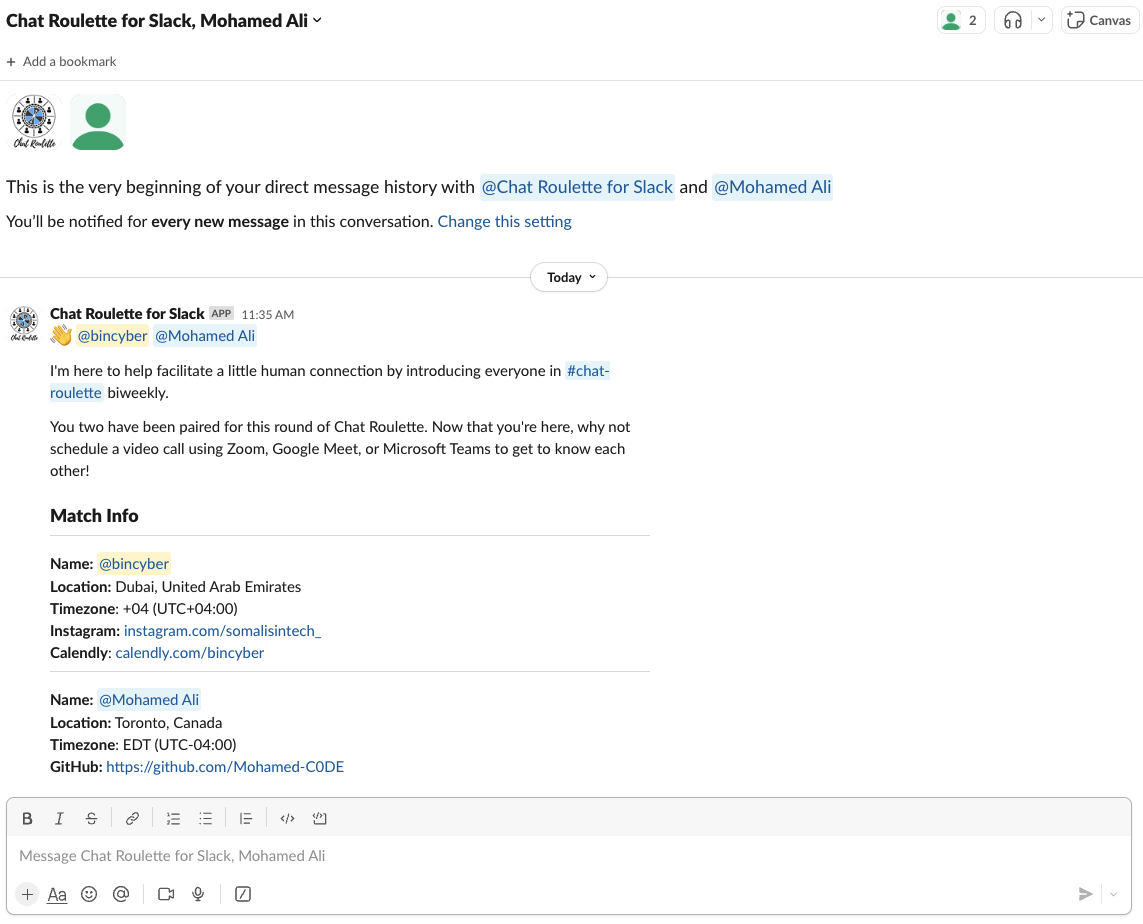 Chat Roulette for Slack, Mohamed Ali
2
Canvas
+ Add a bookmark
Chat Roulette
This is the very beginning of your direct message history with @Chat Roulette for Slack and @Mohamed Ali
You’ll be notified for every new message in this conversation. Change this setting
Today
Chat Roulette for Slack APP 11:35 AM
Chat Roulette
👋 @bincyber @Mohamed Ali
I'm here to help facilitate a little human connection by introducing everyone in #chat-
roulette biweekly.
You two have been paired for this round of Chat Roulette. Now that you're here, why not
schedule a video call using Zoom, Google Meet, or Microsoft Teams to get to know each
other!
Match Info
Name: @bincyber
Location: Dubai, United Arab Emirates
Timezone: +04 (UTC+04:00)
Instagram: instagram.com/somalisintech_
Calendly: calendly.com/bincyber
Name: @Mohamed Ali
Location: Toronto, Canada
Timezone: EDT (UTC-04:00)
GitHub: https://github.com/Mohamed-C0DE
B I S
Message Chat Roulette for Slack, Mohamed Ali
+ Aa @